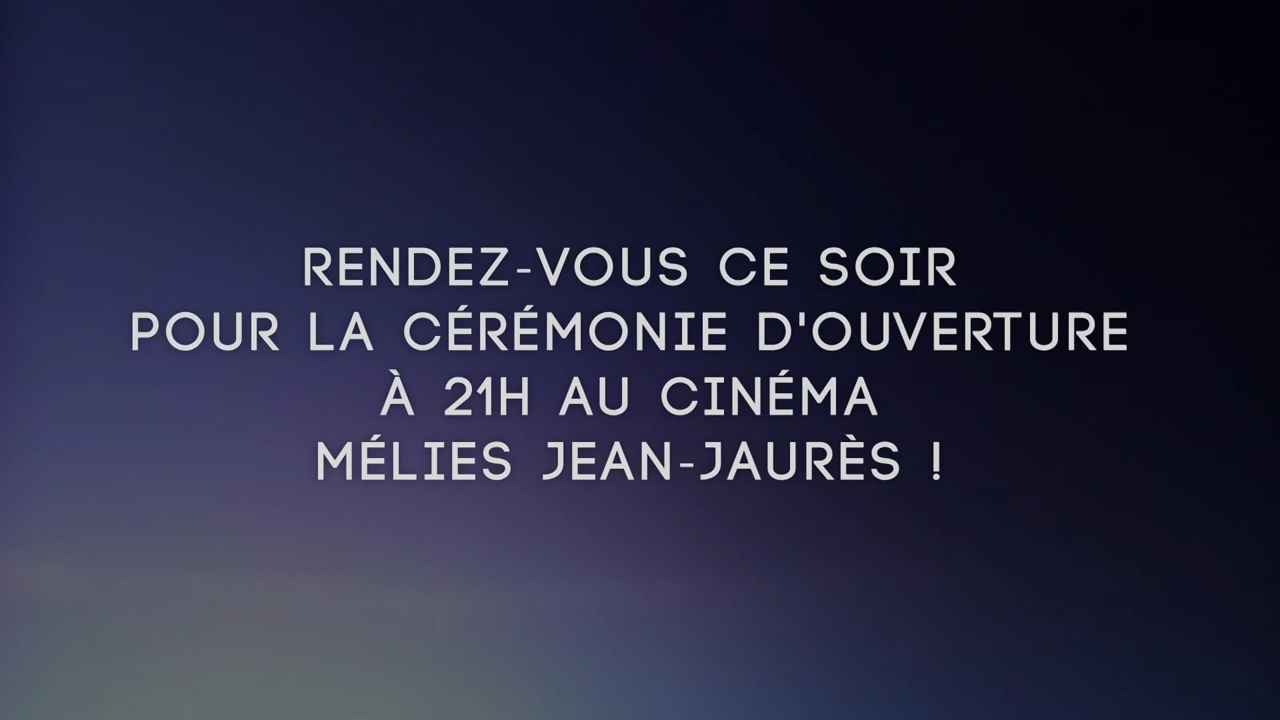 RENDEZ-VOUS CE SOIR
POUR LA CÉRÉMONIE D'OUVERTURE
À 21H AU CINÉMA
MÉLIES JEAN-JAURÈS !